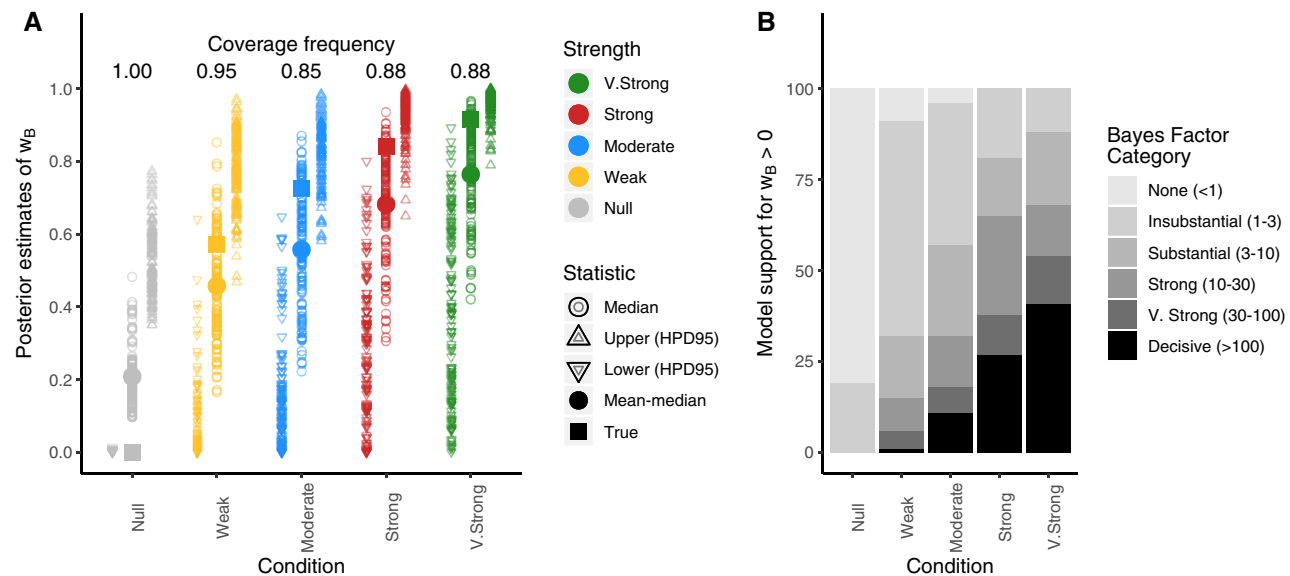 A
Coverage frequency
1.00 0.95 0.85 0.88 0.88
Posterior estimates of wB
1.0
0.8
0.6
0.4
0.2
0.0
Null
Weak
Moderate
Strong
V.Strong
Condition
Strength
V.Strong
Strong
Moderate
Weak
Null
Statistic
Median
Upper (HPD95)
Lower (HPD95)
Mean-median
True
B
Model support for wB > 0
100
75
50
25
0
Null
Weak
Moderate
Strong
V.Strong
Condition
Bayes Factor
Category
None (<1)
Insubstantial (1-3)
Substantial (3-10)
Strong (10-30)
V. Strong (30-100)
Decisive (>100)